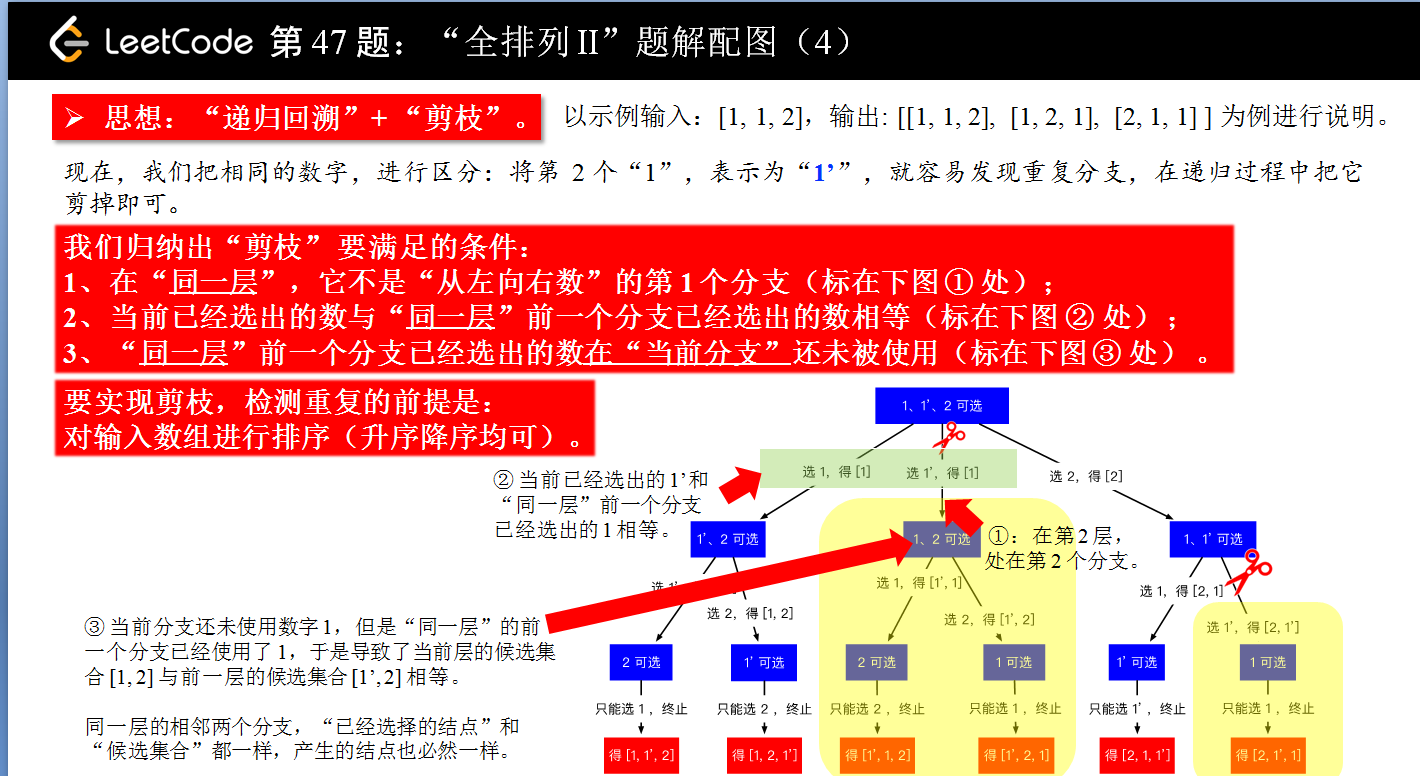 LeetCode 第 47 题：“全排列 II”题解配图（4）
➢ 思想：“递归回溯”+“剪枝”。 以示例输入：[1, 1, 2]，输出: [[1, 1, 2], [1, 2, 1], [2, 1, 1] ] 为例进行说明。
现在，我们把相同的数字，进行区分：将第 2 个“1”，表示为“1’”，就容易发现重复分支，在递归过程中把它
剪掉即可。
我们归纳出“剪枝” 要满足的条件：
1、在“同一层”，它不是“从左向右数”的第 1 个分支（标在下图 ① 处）；
2、当前已经选出的数与“同一层”前一个分支已经选出的数相等（标在下图 ② 处）；
3、“同一层”前一个分支已经选出的数在“当前分支”还未被使用（标在下图 ③ 处）。
要实现剪枝，检测重复的前提是：
对输入数组进行排序（升序降序均可）。
1、1’、2 可选
② 当前已经选出的 1’和
“同一层”前一个分支
已经选出的 1 相等。
选 1，得 [1]
选 1’，得 [1]
选 2，得 [2]
1’、2 可选
1、2 可选
1、1’ 可选
①：在第 2 层，
处在第 2 个分支。
选 1’
选 2，得 [1, 2]
选 1，得 [1’, 1]
选 2，得 [1’, 2]
选 1，得 [2, 1]
选 1’，得 [2, 1’]
③ 当前分支还未使用数字 1，但是“同一层”的前
一个分支已经使用了 1，于是导致了当前层的候选集
合 [1, 2] 与前一层的候选集合 [1’, 2] 相等。
2 可选
1’ 可选
2 可选
1 可选
1’ 可选
1 可选
只能选 2 ，终止
只能选 2 ，终止
只能选 2 ，终止
只能选 1 ，终止
只能选 1’，终止
只能选 1 ，终止
同一层的相邻两个分支，“已经选择的结点”和
“候选集合”都一样，产生的结点也必然一样。
得 [1, 1’, 2]
得 [1, 2, 1’]
得 [1’, 1, 2]
得 [1’, 2, 1]
得 [2, 1, 1’]
得 [2, 1’, 1]